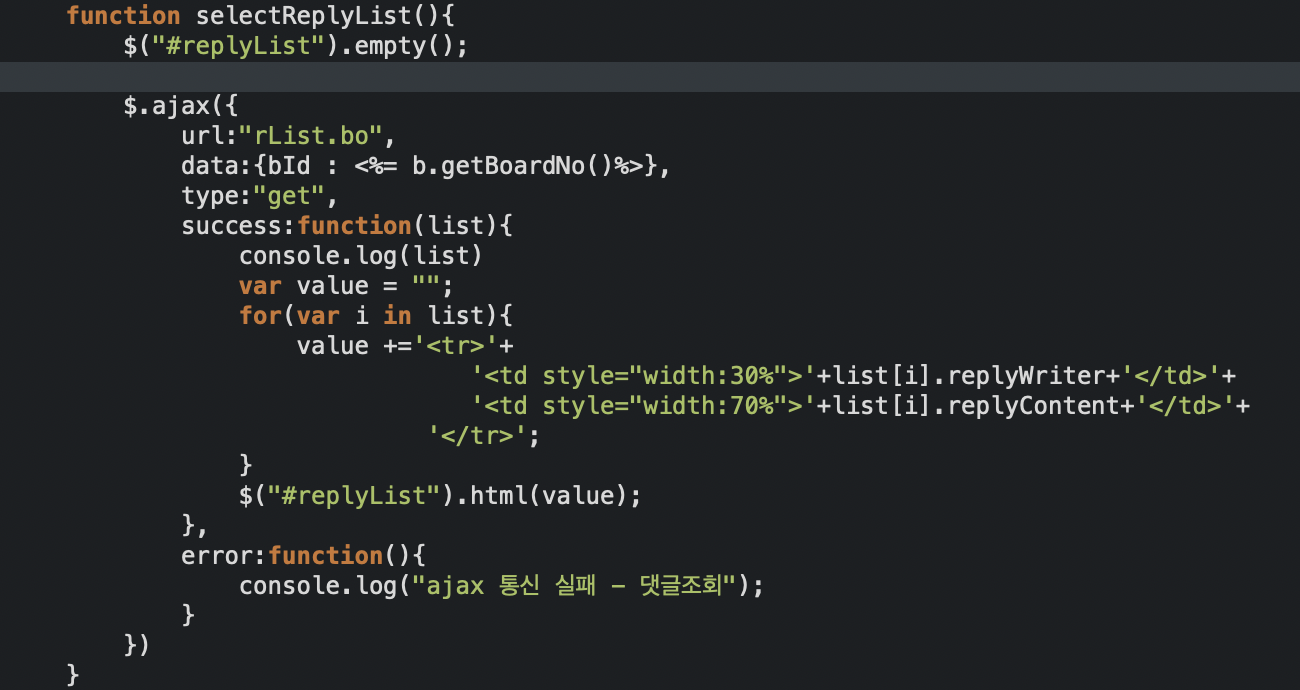 function selectReplyList(){
$("#replyList").empty();
$.ajax({
url:"rList.bo",
data:{bId : <%= b.getBoardNo()%>},
type:"get",
success:function(list){
console.log(list)
var value = "";
for(var i in list){
value +='<tr>'+
'<td style="width:30%">'+list[i].replyWriter+'</td>'+
'<td style="width:70%">'+list[i].replyContent+'</td>'+
'</tr>';
}
$("#replyList").html(value);
},
error:function(){
console.log("ajax 통신 실패 - 댓글조회");
}
})
}